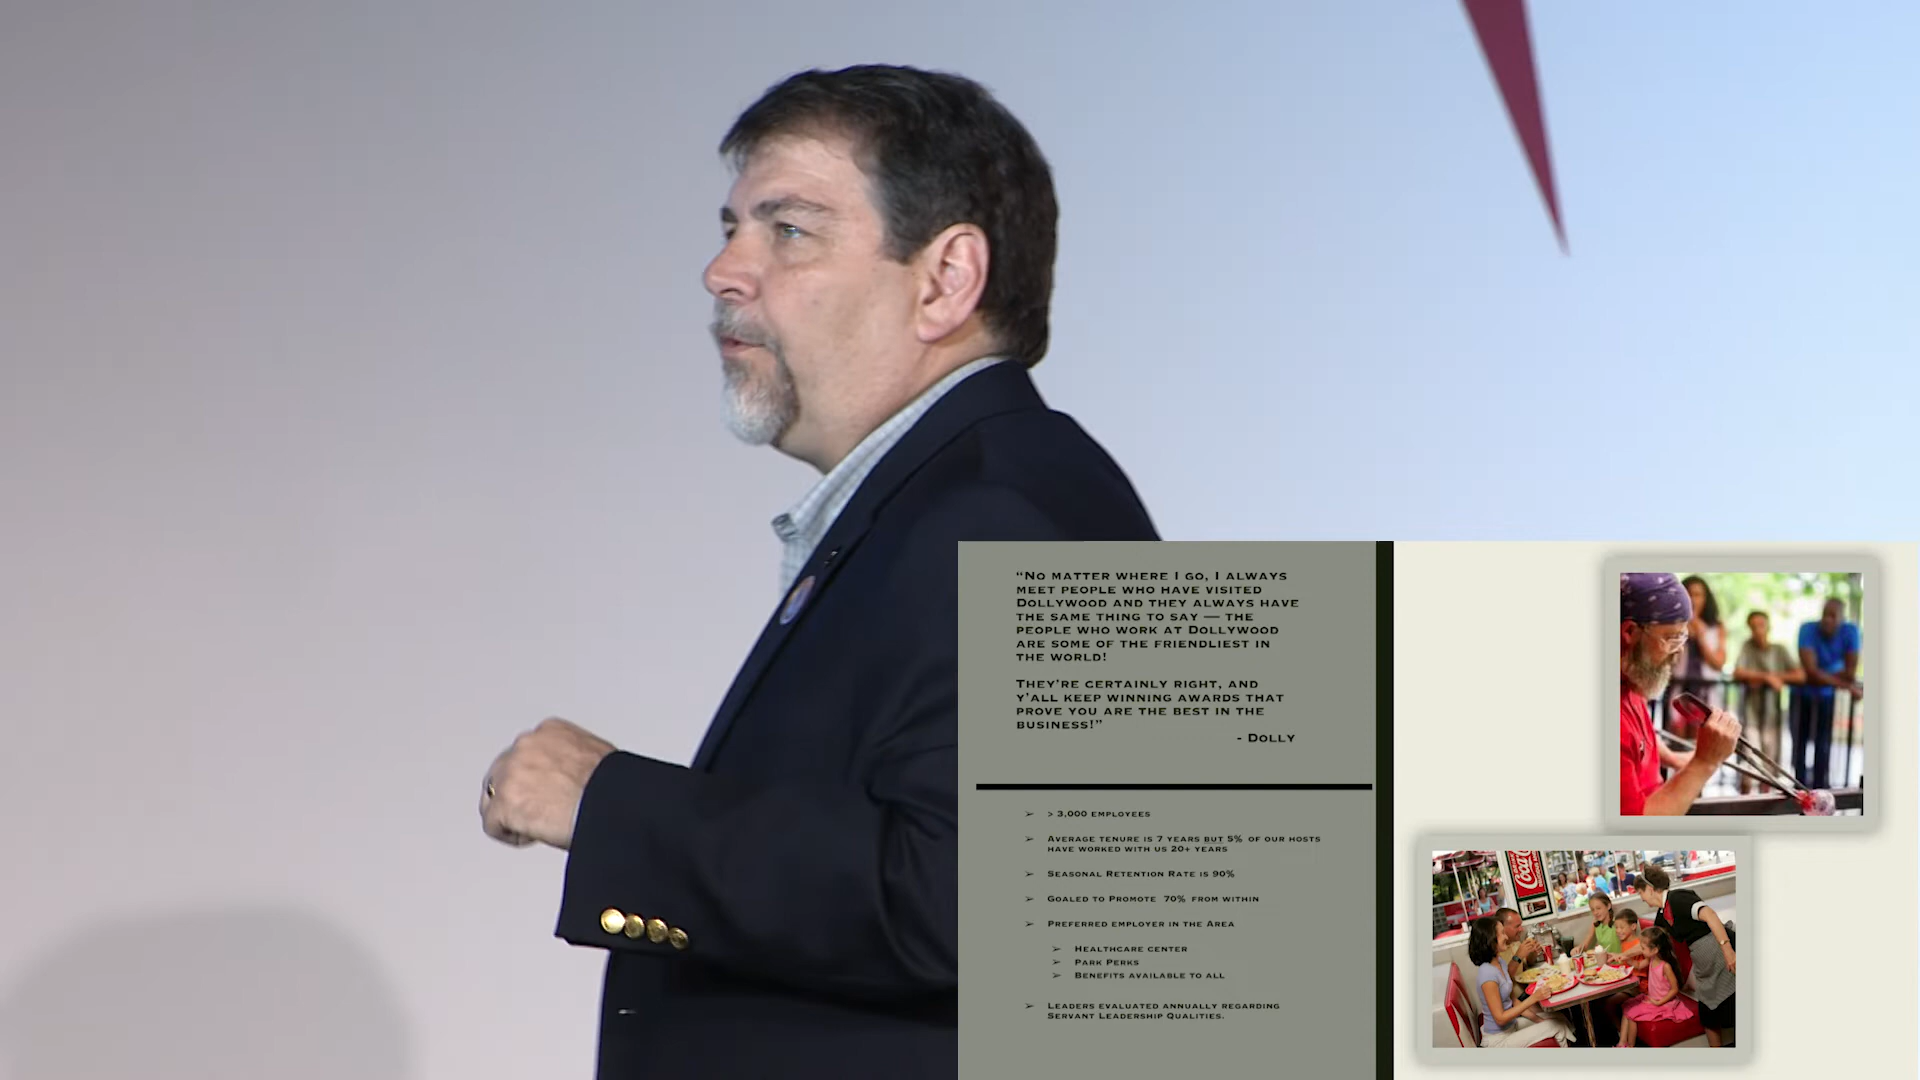 “No matter where I go, I always
meet people who have visited
Dollywood and they always have
the same thing to say — the
people who work at Dollywood
are some of the friendliest in
the world!
They’re certainly right, and
y’all keep winning awards that
prove you are the best in the
business!”
- Dolly
> 3,000 employees
Average tenure is 7 years but 5% of our hosts
have worked with us 20+ years
Seasonal Retention Rate is 90%
Goaled to Promote 70% from within
Preferred employer in the Area
Healthcare center
Park Perks
Benefits available to all
Leaders evaluated annually regarding
Servant Leadership Qualities.